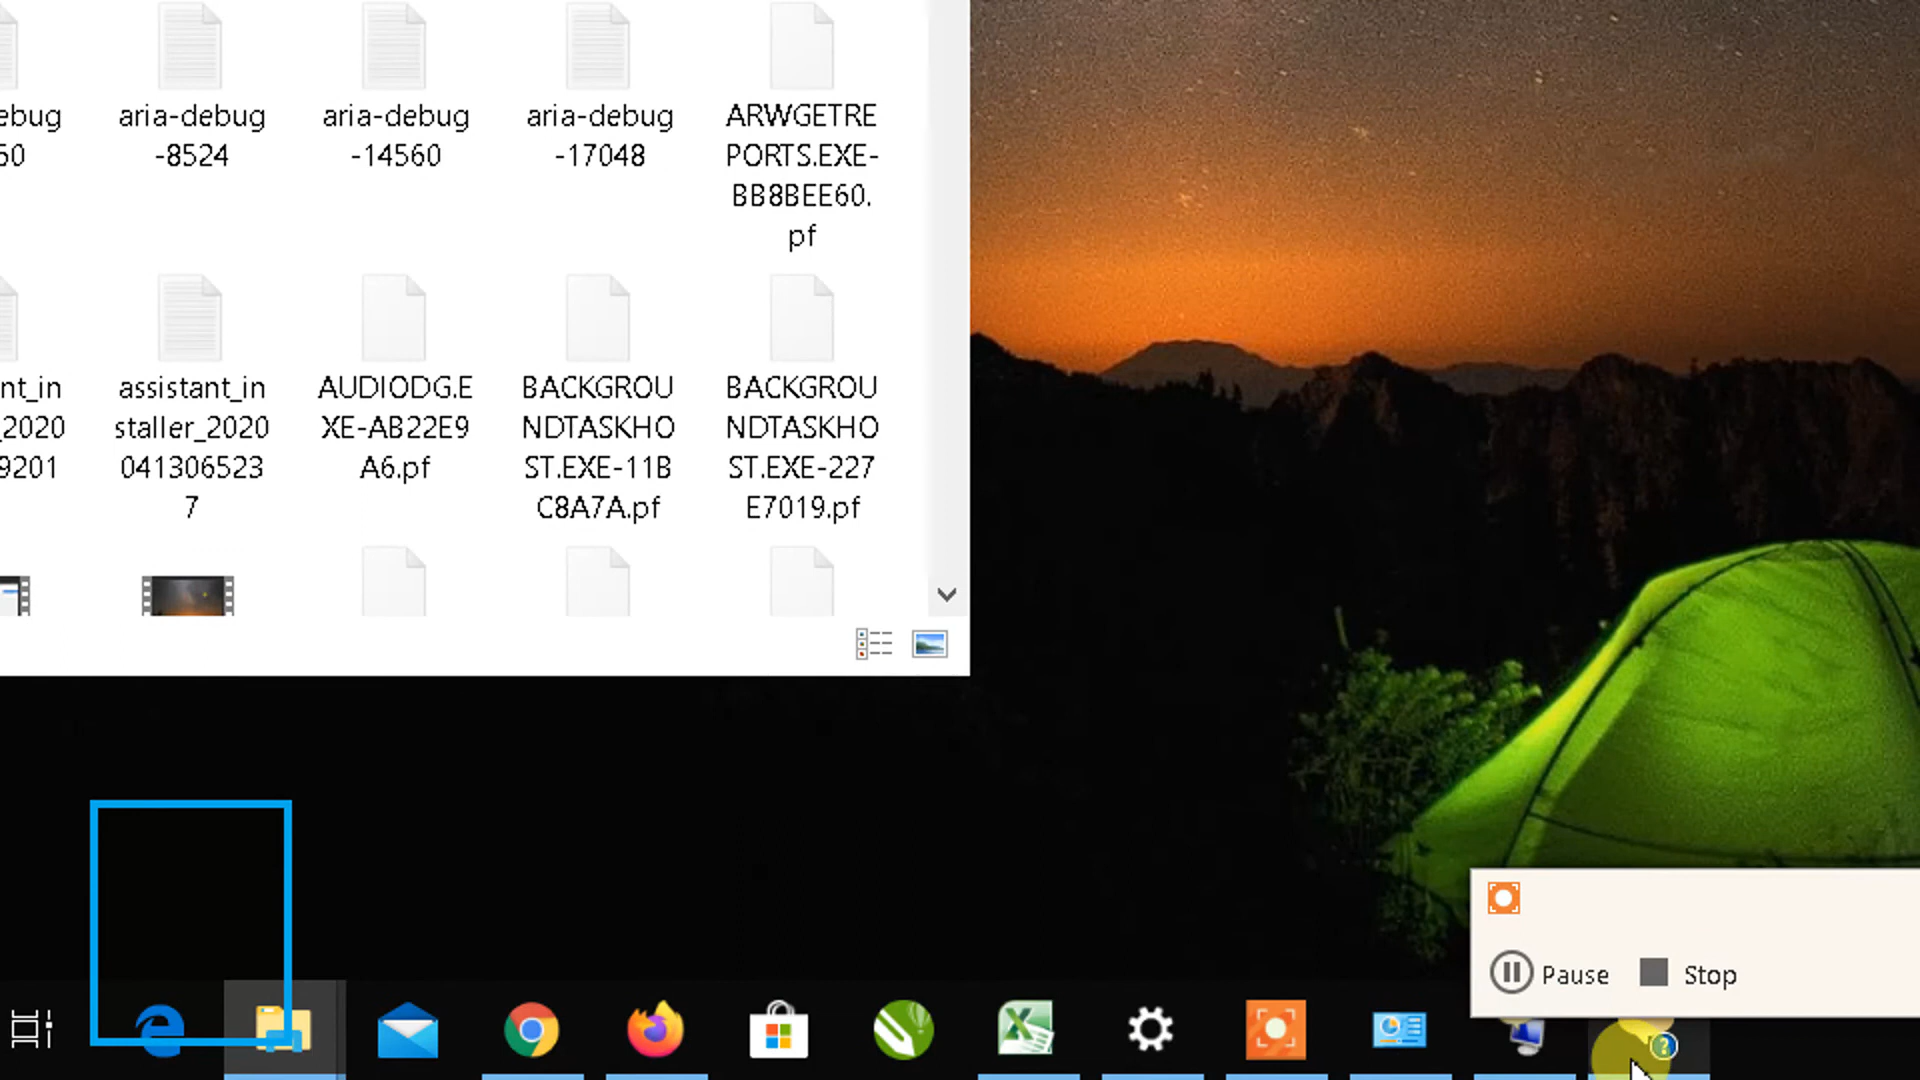 ebug
50
aria-debug
-8524
aria-debug
-14560
aria-debug
-17048
ARWGETRE
PORTS.EXE-
BB8BEE60.
pf
nt_in
_2020
9201
assistant_in
staller_2020
041306523
7
AUDIODG.E
XE-AB22E9
A6.pf
BACKGROU
NDTASKHO
ST.EXE-11B
C8A7A.pf
BACKGROU
NDTASKHO
ST.EXE-227
E7019.pf
Pause
Stop